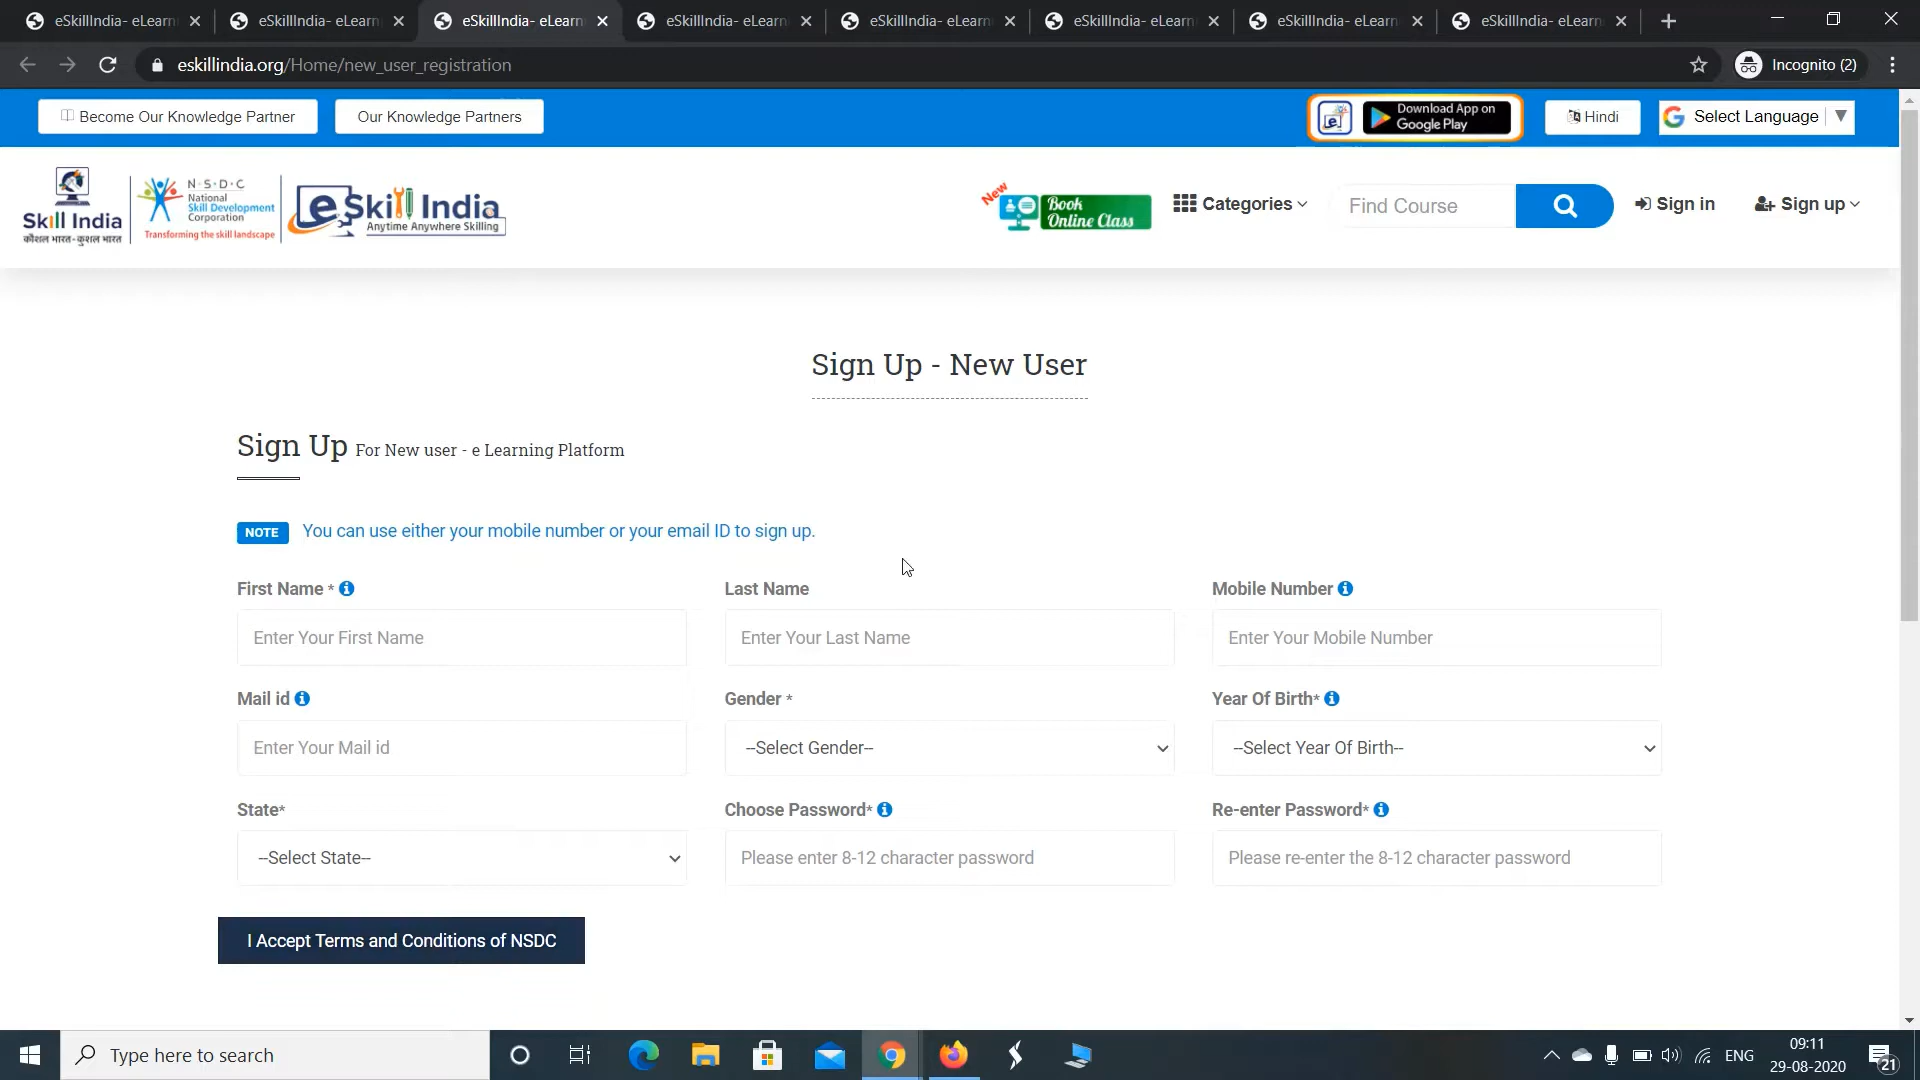 eSkillIndia- eLearn
eSkillIndia- eLearn
eSkillIndia- eLearn
eSkillIndia- eLearn
eSkillIndia- eLearn
eSkillIndia- eLearn
eSkillIndia- eLearn
eSkillIndia- eLearn
eskillindia.org/Home/new_user_registration
Incognito (2)
Become Our Knowledge Partner
Our Knowledge Partners
Download App on
Google Play
Hindi
Select Language
Skill India
कौशल भारत-कुशल भारत
N·S·D·C
National
Skill Development
Corporation
Transforming the skill landscape
eSkill India
Anytime Anywhere Skilling
New
Book
Online Class
Categories
Find Course
Sign in
Sign up
Sign Up - New User
Sign Up For New user - e Learning Platform
NOTE You can use either your mobile number or your email ID to sign up.
First Name *
Last Name
Mobile Number
Enter Your First Name
Enter Your Last Name
Enter Your Mobile Number
Mail id
Gender *
Year Of Birth*
Enter Your Mail id
--Select Gender--
--Select Year Of Birth--
State*
Choose Password*
Re-enter Password*
--Select State--
Please enter 8-12 character password
Please re-enter the 8-12 character password
I Accept Terms and Conditions of NSDC
Type here to search
ENG
09:11
29-08-2020
21